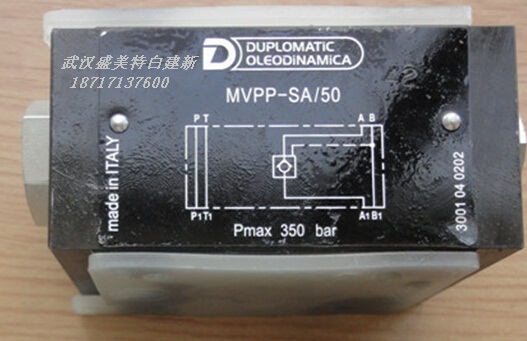 武汉盛美特白建新
18717137600
D DUPLOMATIC
OLEODiNAMiCA
MVPP-SA/50
P T A B
P1 T1 A1 B1
Pmax 350 bar
made in ITALY
3001 04 0202